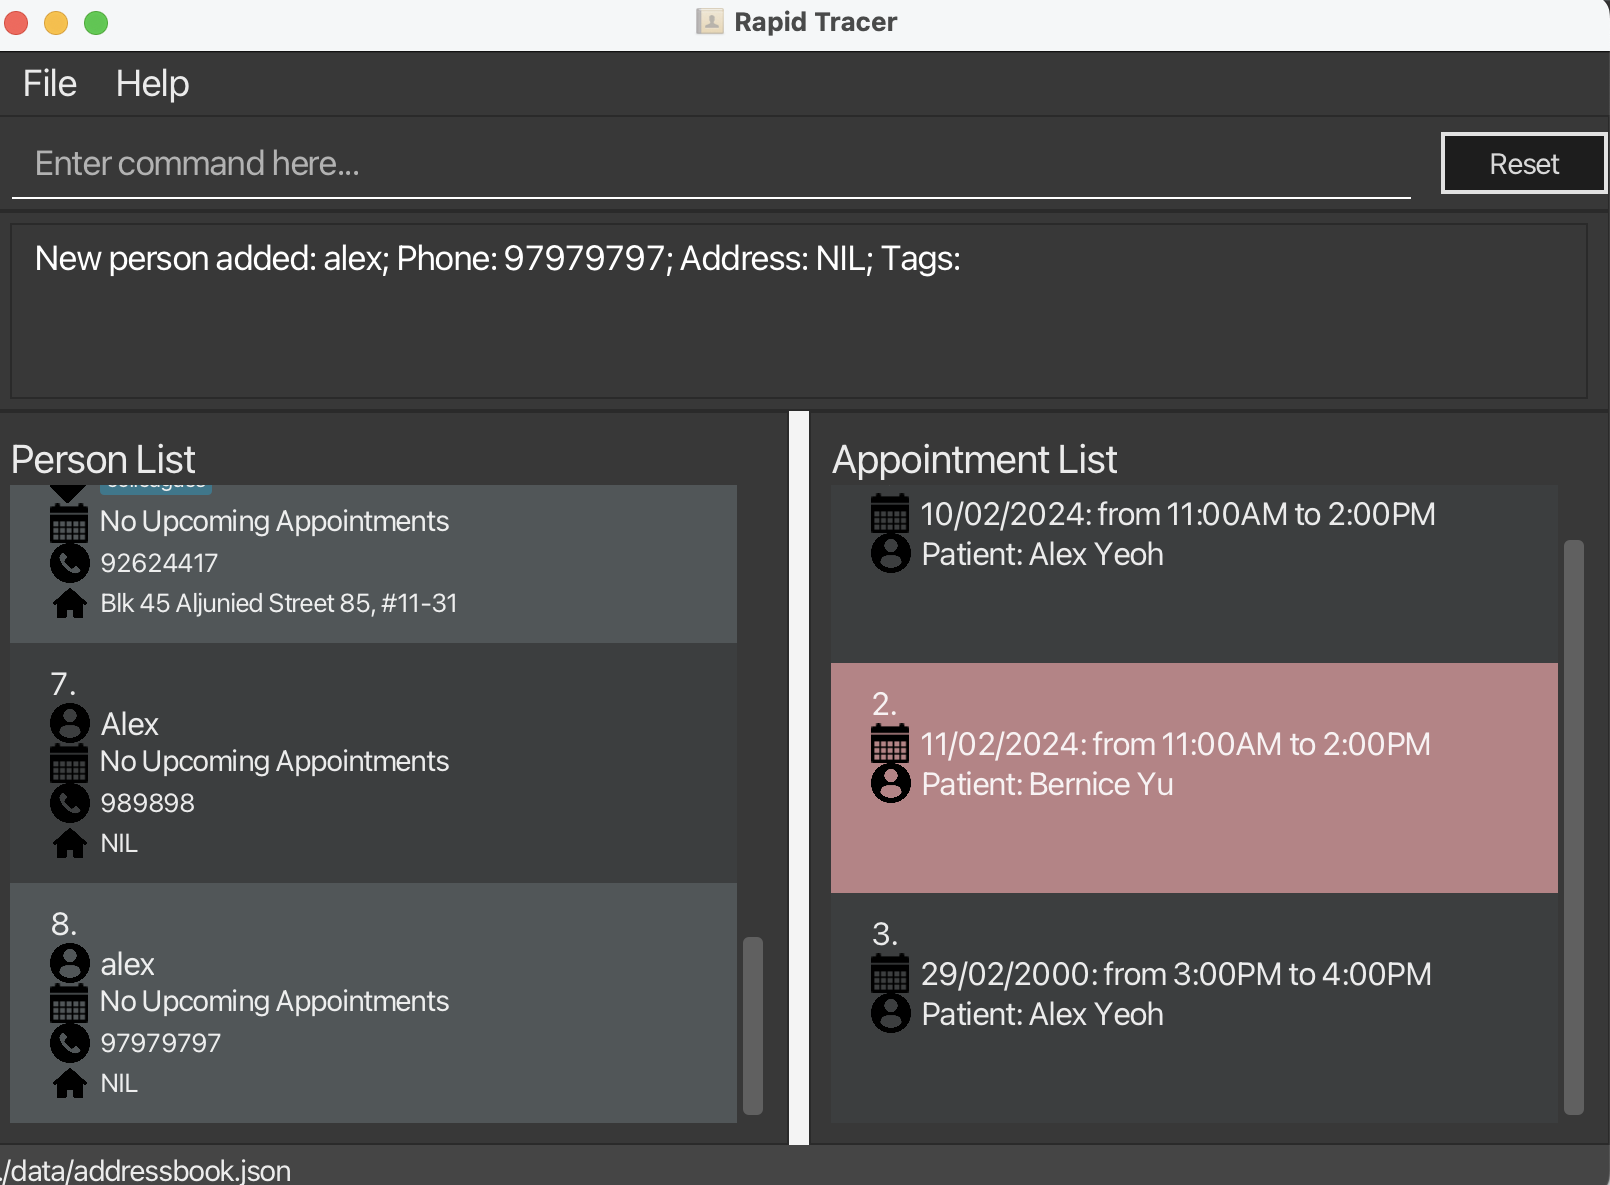 Rapid Tracer
File Help
Enter command here...
Reset
New person added: alex; Phone: 97979797; Address: NIL; Tags:
Person List
No Upcoming Appointments
92624417
Blk 45 Aljunied Street 85, #11-31
7.
Alex
No Upcoming Appointments
989898
NIL
8.
alex
No Upcoming Appointments
97979797
NIL
Appointment List
10/02/2024: from 11:00AM to 2:00PM
Patient: Alex Yeoh
2.
11/02/2024: from 11:00AM to 2:00PM
Patient: Bernice Yu
3.
29/02/2000: from 3:00PM to 4:00PM
Patient: Alex Yeoh
./data/addressbook.json